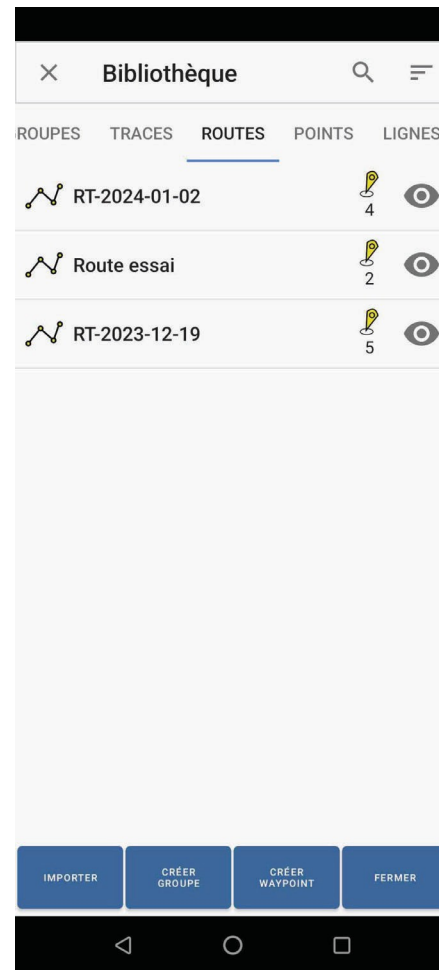 Bibliothèque
ROUPES TRACES ROUTES POINTS LIGNES
RT-2024-01-02
4
Route essai
2
RT-2023-12-19
5
IMPORTER
CRÉER
GROUPE
CRÉER
WAYPOINT
FERMER